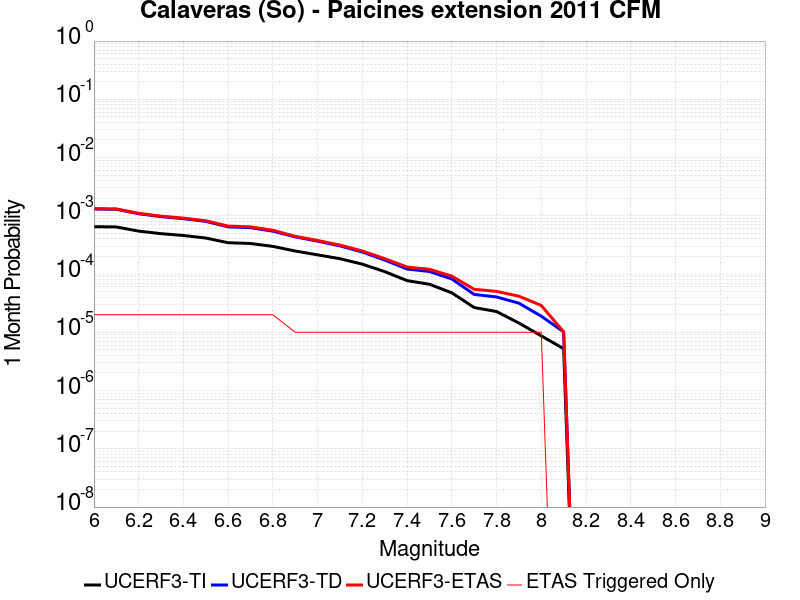 Calaveras (So) - Paicines extension 2011 CFM
1 Month Probability
10^0
10^-1
10^-2
10^-3
10^-4
10^-5
10^-6
10^-7
10^-8
6 6.2 6.4 6.6 6.8 7 7.2 7.4 7.6 7.8 8 8.2 8.4 8.6 8.8 9
Magnitude
UCERF3-TI UCERF3-TD UCERF3-ETAS ETAS Triggered Only